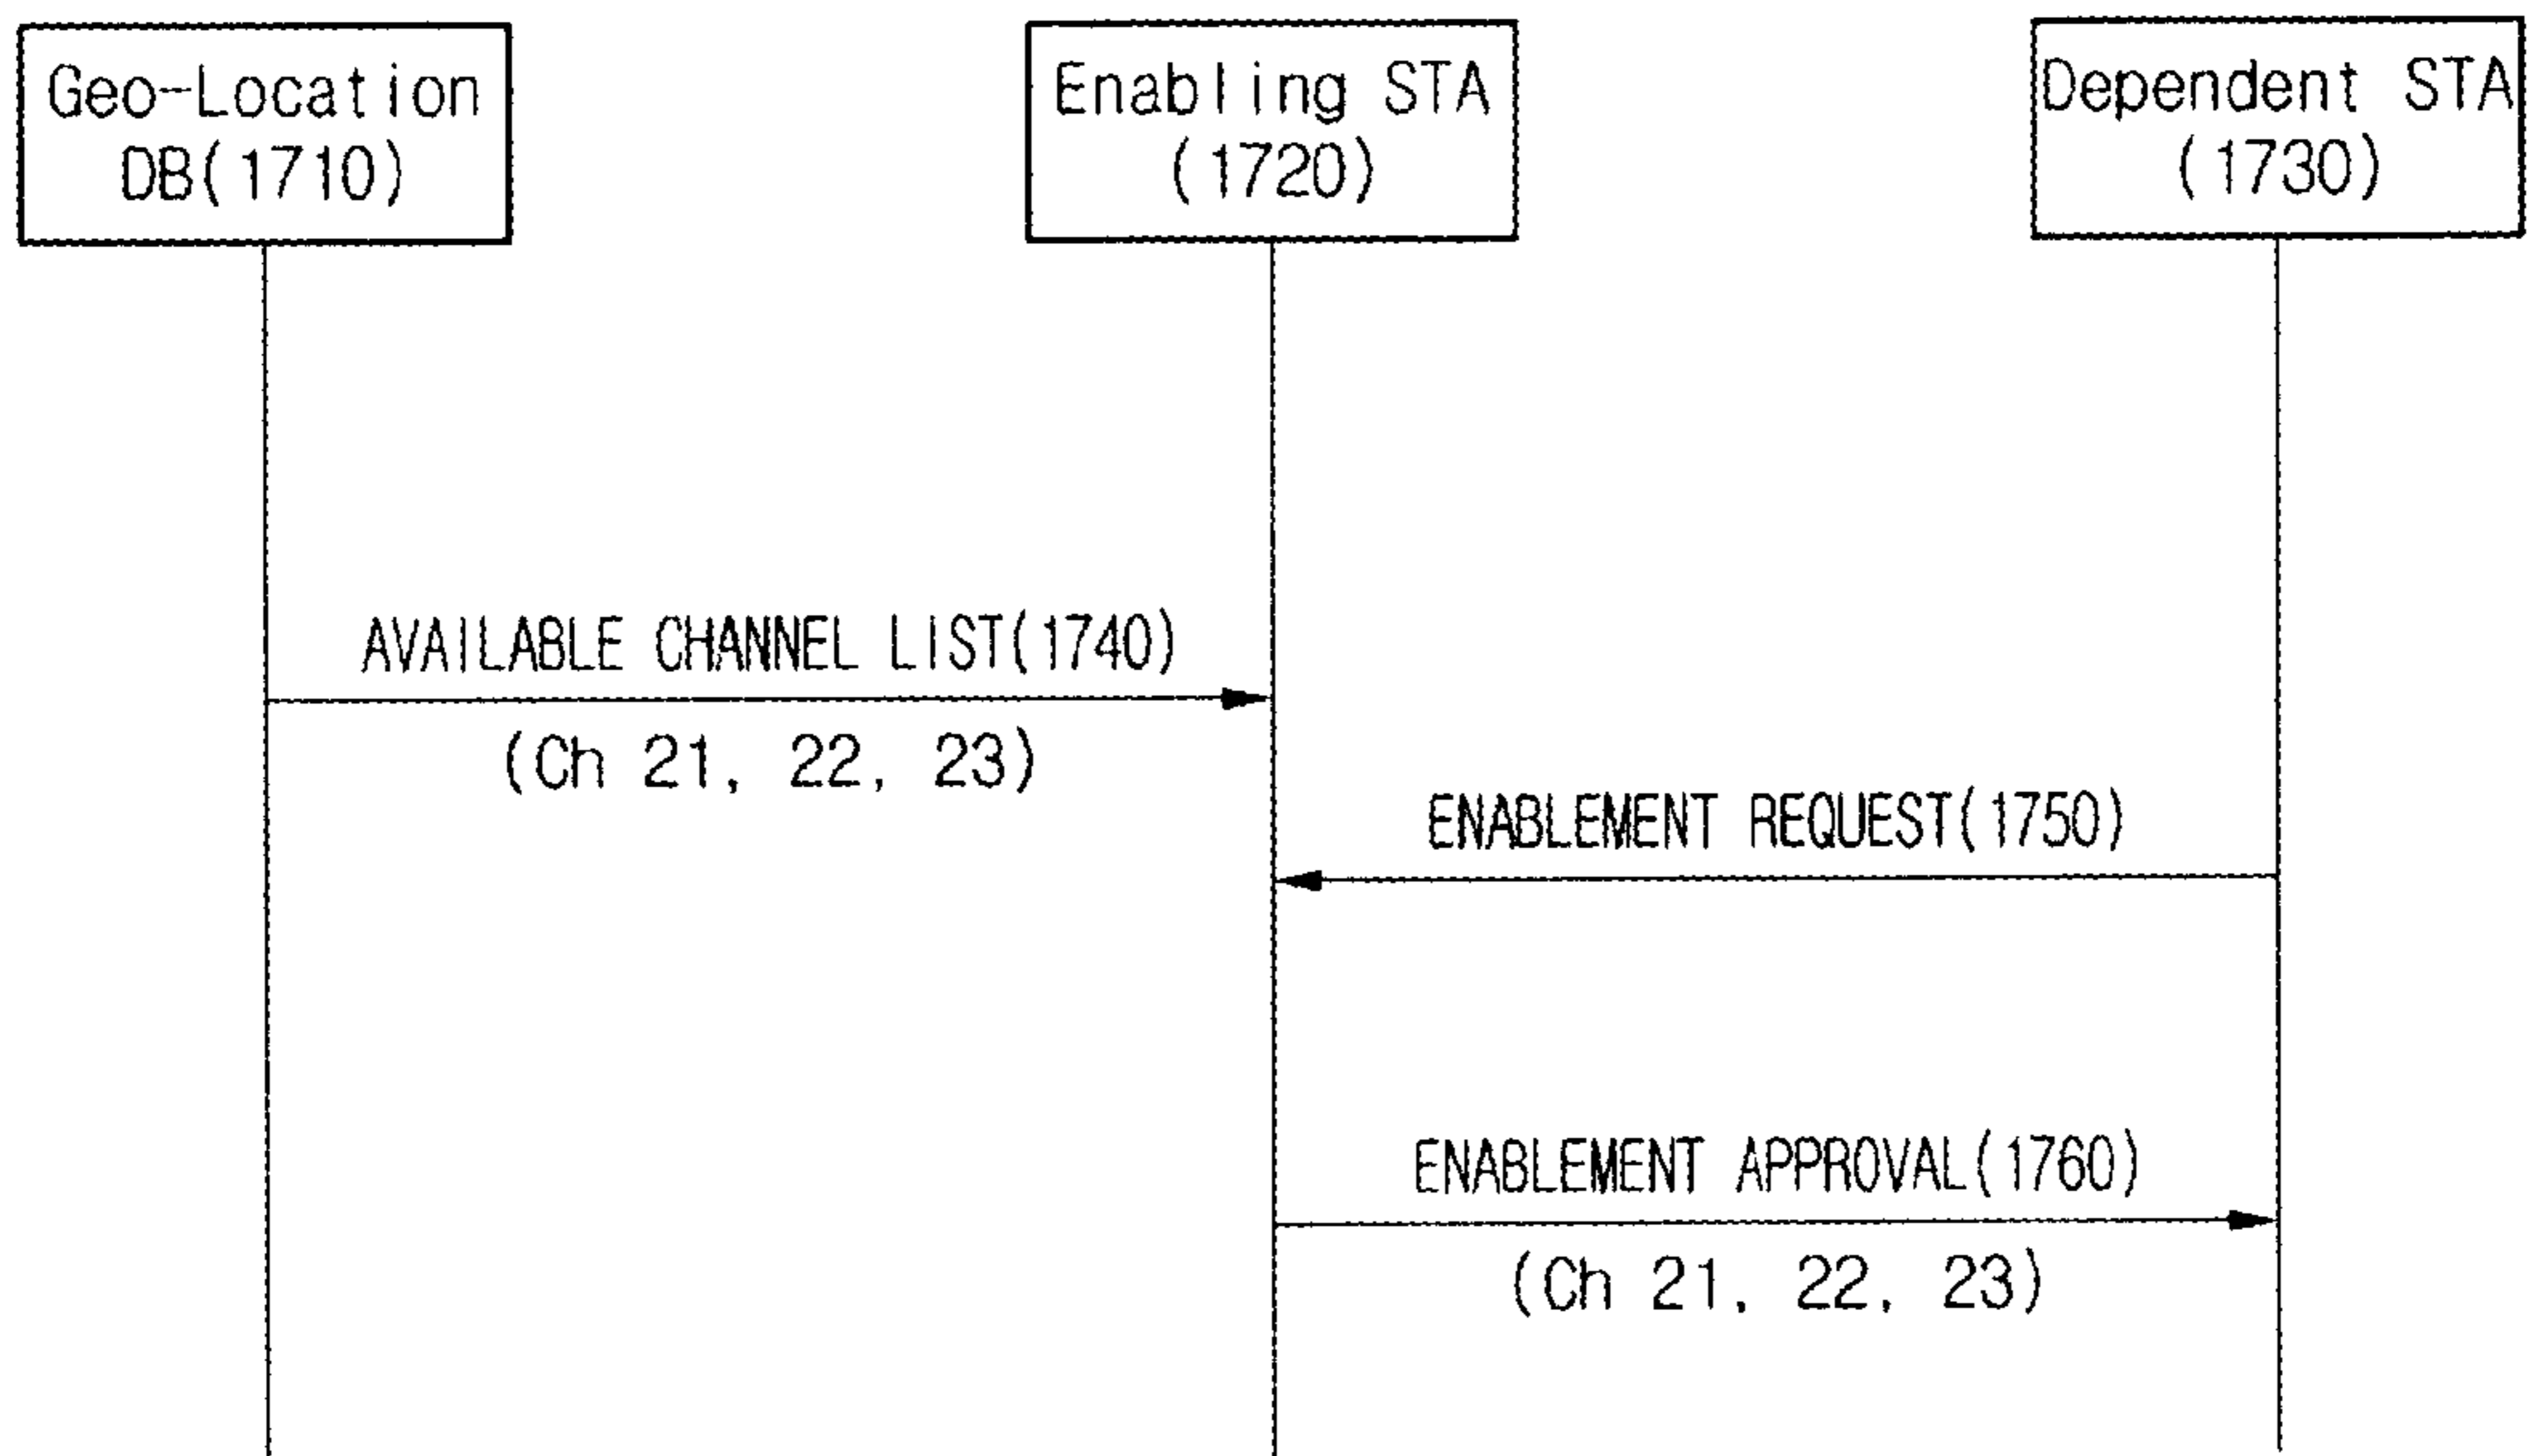 Geo-Location
DB(1710)
Enabling STA
(1720)
Dependent STA
(1730)
AVAILABLE CHANNEL LIST(1740)
(Ch 21, 22, 23)
ENABLEMENT REQUEST(1750)
ENABLEMENT APPROVAL(1760)
(Ch 21, 22, 23)